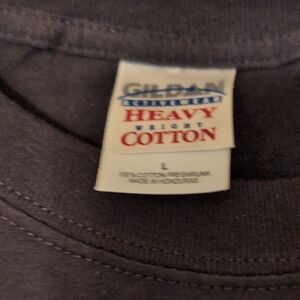 GILDAN
ACTIVEWEAR
HEAVY
WEIGHT
COTTON
L
100% COTTON PRESHRUNK
MADE IN HONDURAS